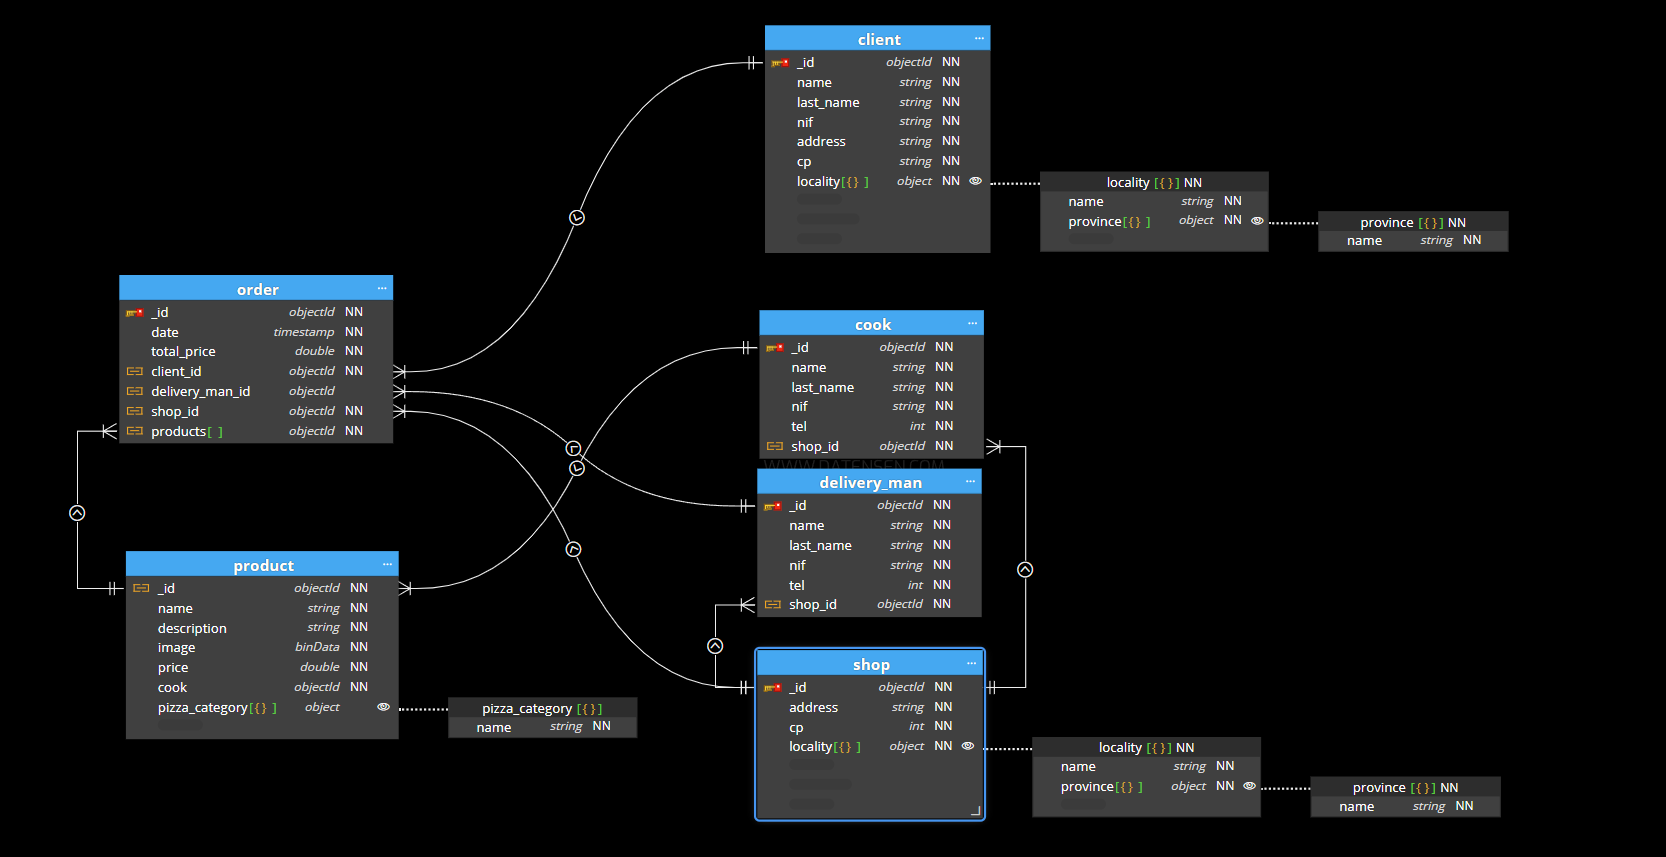 client ...
_id objectId NN
name string NN
last_name string NN
nif string NN
address string NN
cp string NN
locality[{} ] object NN
locality [{}] NN
name string NN
province[{} ] object NN
province [{}] NN
name string NN
order ...
_id objectId NN
date timestamp NN
total_price double NN
client_id objectId NN
delivery_man_id objectId
shop_id objectId NN
products[ ] objectId NN
cook ...
_id objectId NN
name string NN
last_name string NN
nif string NN
tel int NN
shop_id objectId NN
WWW.DATENSEN.COM
delivery_man ...
_id objectId NN
name string NN
last_name string NN
nif string NN
tel int NN
shop_id objectId NN
product ...
_id objectId NN
name string NN
description string NN
image binData NN
price double NN
cook objectId NN
pizza_category[{} ] object
pizza_category [{}]
name string NN
shop ...
_id objectId NN
address string NN
cp int NN
locality[{} ] object NN
locality [{}] NN
name string NN
province[{} ] object NN
province [{}] NN
name string NN